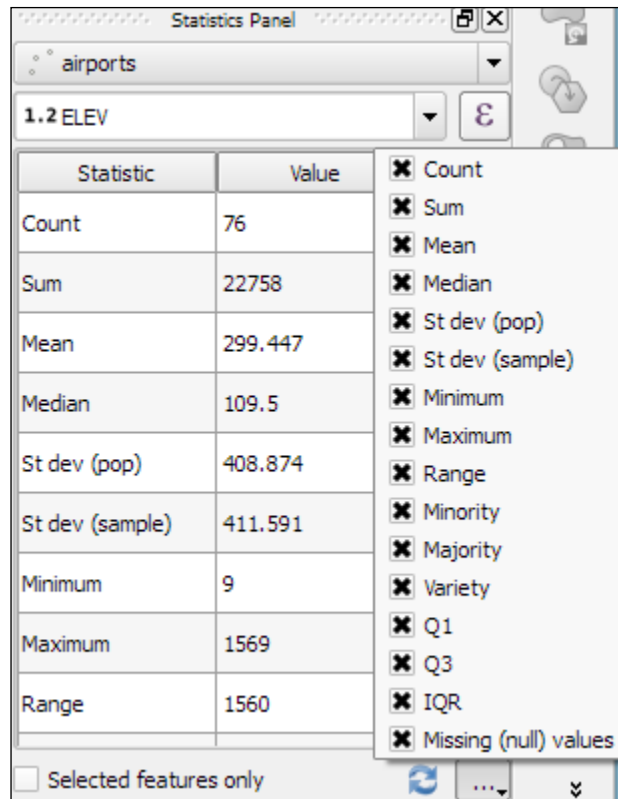 Statistics Panel
airports
1.2 ELEV
ε
Statistic Value
Count 76
Sum 22758
Mean 299.447
Median 109.5
St dev (pop) 408.874
St dev (sample) 411.591
Minimum 9
Maximum 1569
Range 1560
Count
Sum
Mean
Median
St dev (pop)
St dev (sample)
Minimum
Maximum
Range
Minority
Majority
Variety
Q1
Q3
IQR
Missing (null) values
Selected features only
...